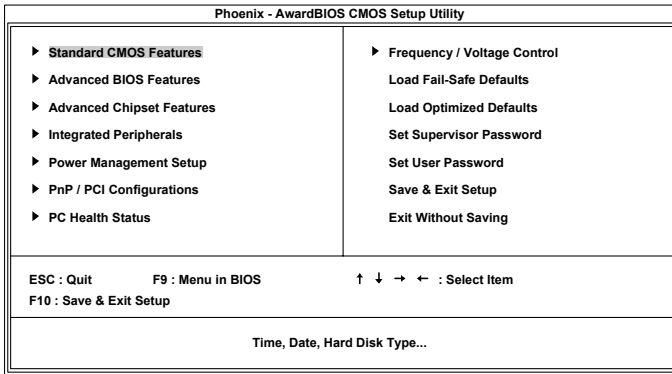 Phoenix - AwardBIOS CMOS Setup Utility
Standard CMOS Features
Advanced BIOS Features
Advanced Chipset Features
Integrated Peripherals
Power Management Setup
PnP / PCI Configurations
PC Health Status
Frequency / Voltage Control
Load Fail-Safe Defaults
Load Optimized Defaults
Set Supervisor Password
Set User Password
Save & Exit Setup
Exit Without Saving
ESC : Quit F9 : Menu in BIOS ↑ ↓ → ← : Select Item
F10 : Save & Exit Setup
Time, Date, Hard Disk Type...